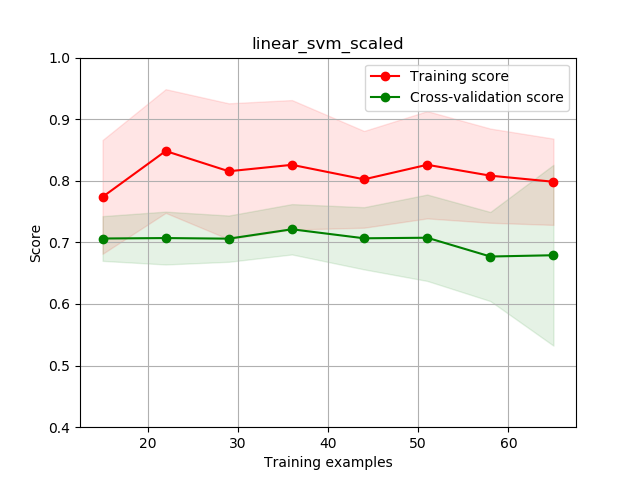 linear_svm_scaled
Training score
Cross-validation score
1.0
0.9
0.8
0.7
0.6
0.5
0.4
Score
20 30 40 50 60
Training examples